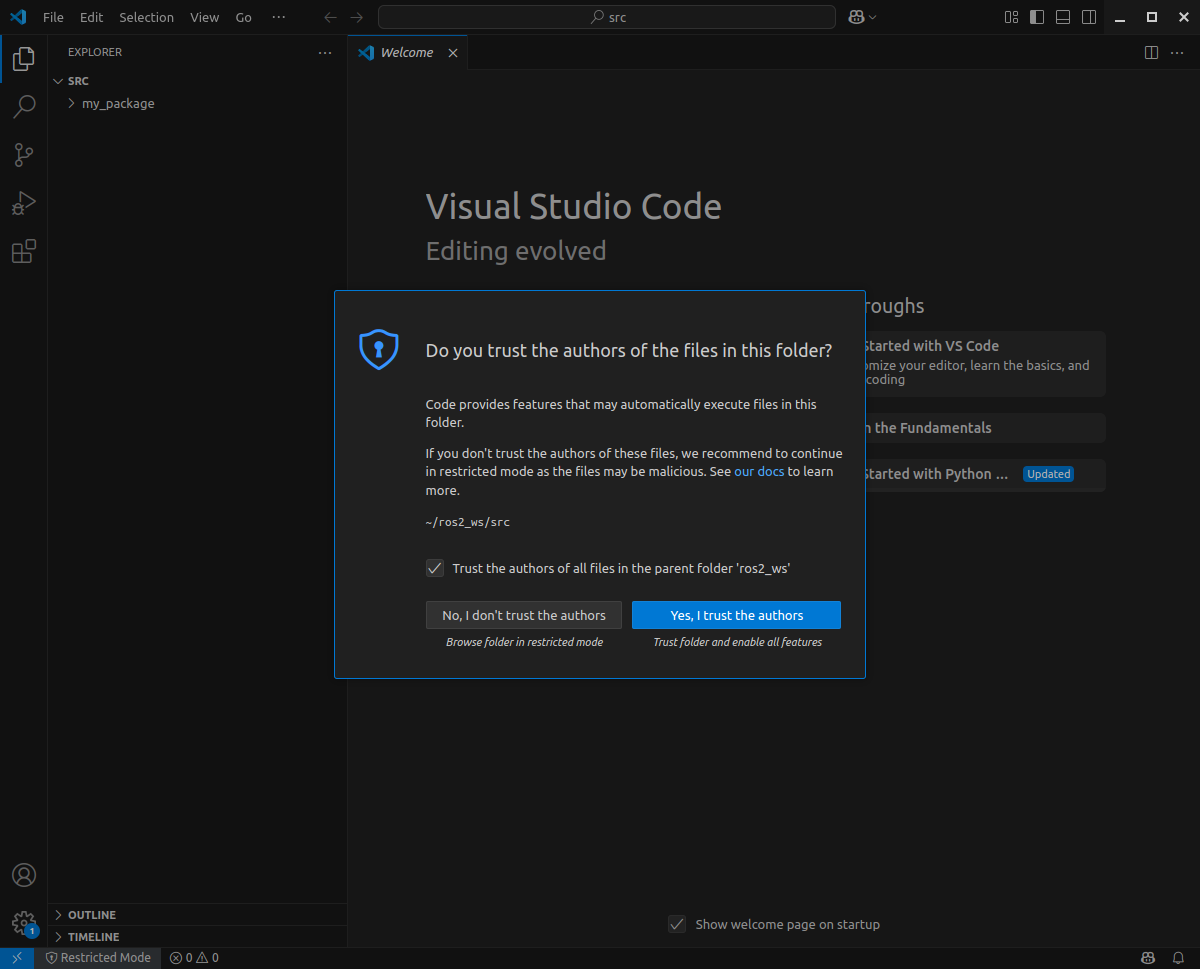 File Edit Selection View Go ···
src
EXPLORER
Welcome
SRC
my_package
Visual Studio Code
Editing evolved
roughs
Started with VS Code
omize your editor, learn the basics, and
coding
n the Fundamentals
Started with Python ... Updated
Do you trust the authors of the files in this folder?
Code provides features that may automatically execute files in this
folder.
If you don't trust the authors of these files, we recommend to continue
in restricted mode as the files may be malicious. See our docs to learn
more.
~/ros2_ws/src
Trust the authors of all files in the parent folder 'ros2_ws'
No, I don't trust the authors
Yes, I trust the authors
Browse folder in restricted mode
Trust folder and enable all features
OUTLINE
Show welcome page on startup
1
TIMELINE
Restricted Mode 0 0